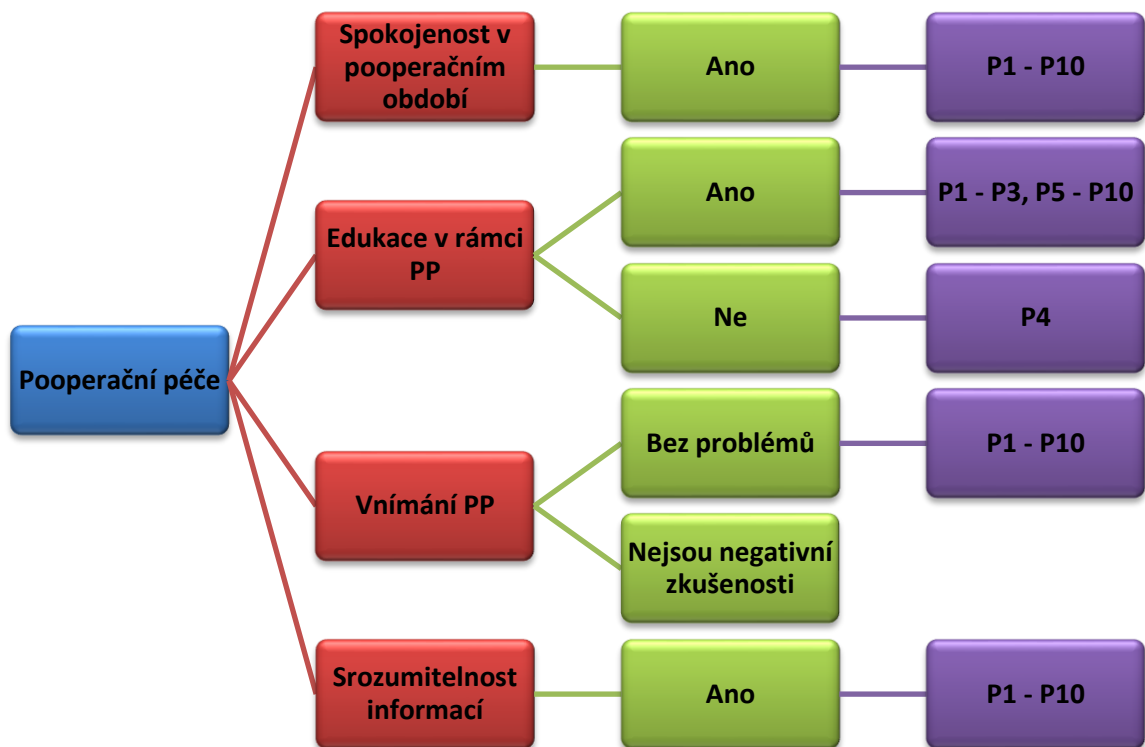 Pooperační péče
Spokojenost v
pooperačním
období
Ano
P1 - P10
Edukace v rámci
PP
Ano
P1 - P3, P5 - P10
Ne
P4
Vnímání PP
Bez problémů
P1 - P10
Nejsou negativní
zkušenosti
Srozumitelnost
informací
Ano
P1 - P10